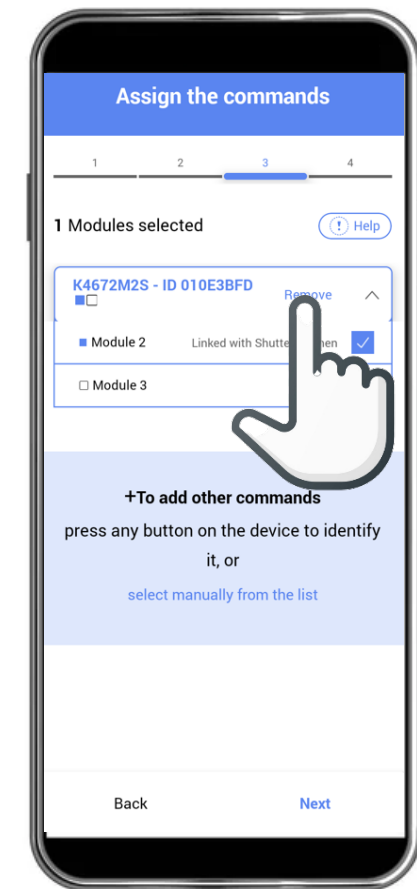 Assign the commands
1 2 3 4
1 Modules selected
Help
K4672M2S - ID 010E3BFD
Remove
Module 2 Linked with
Module 3
+To add other commands
press any button on the device to identify
it, or
select manually from the list
Back Next